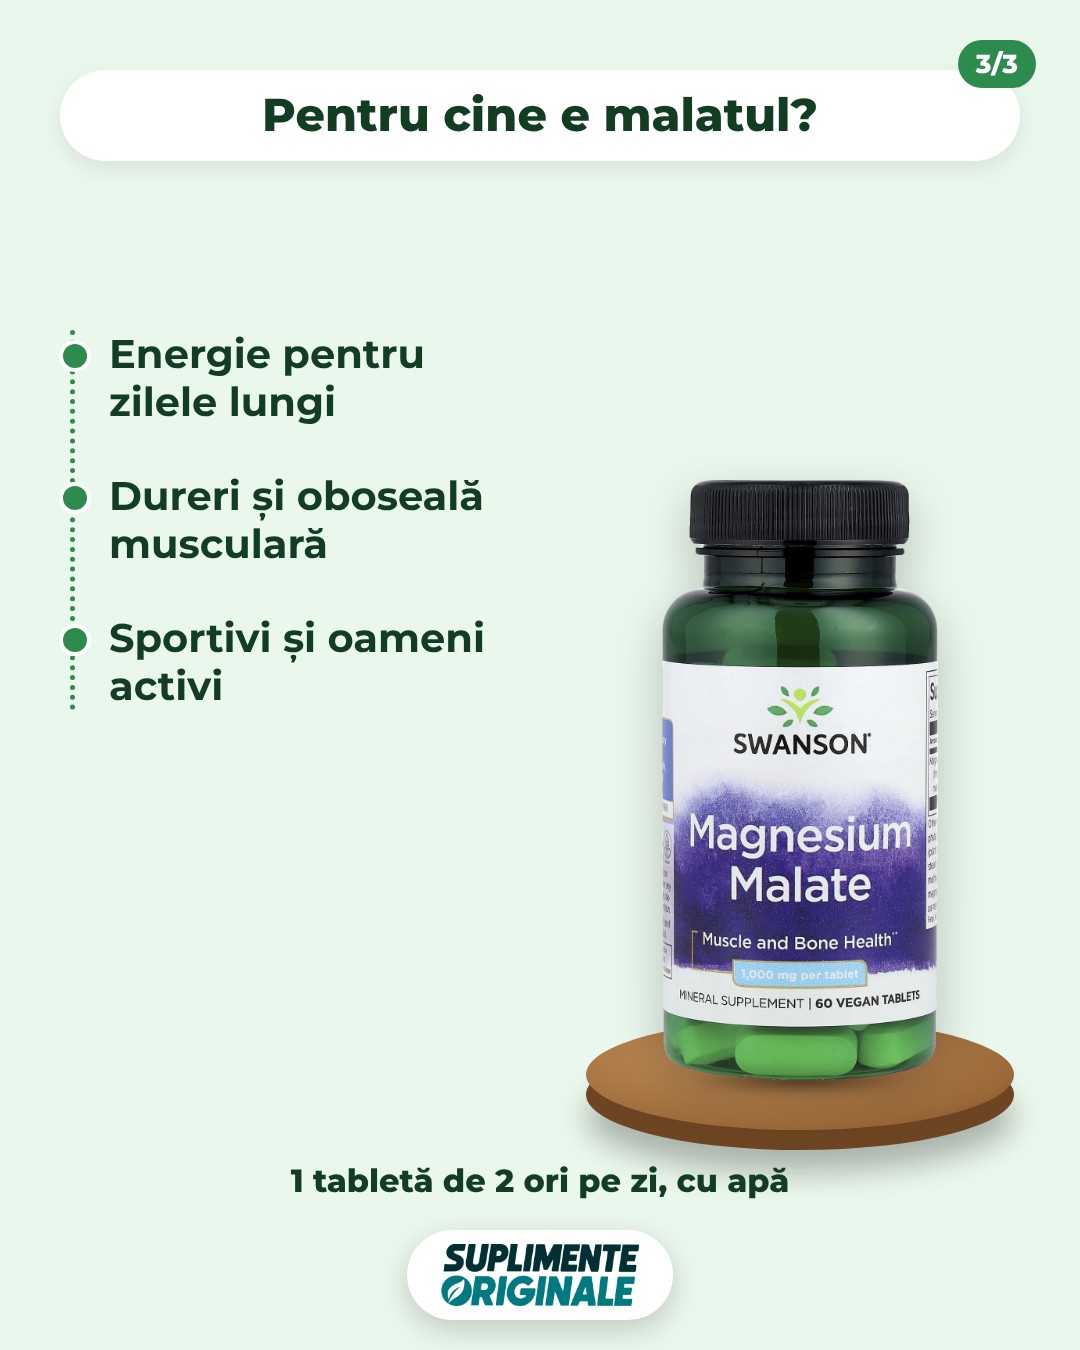 3/3
Pentru cine e malatul?
Energie pentru
zilele lungi
Dureri și oboseală
musculară
Sportivi și oameni
activi
SWANSON
Magnesium
Malate
Muscle and Bone Health
1,000 mg per tablet
MINERAL SUPPLEMENT | 60 VEGAN TABLETS
1 tabletă de 2 ori pe zi, cu apă
SUPLIMENTE
ORIGINALE